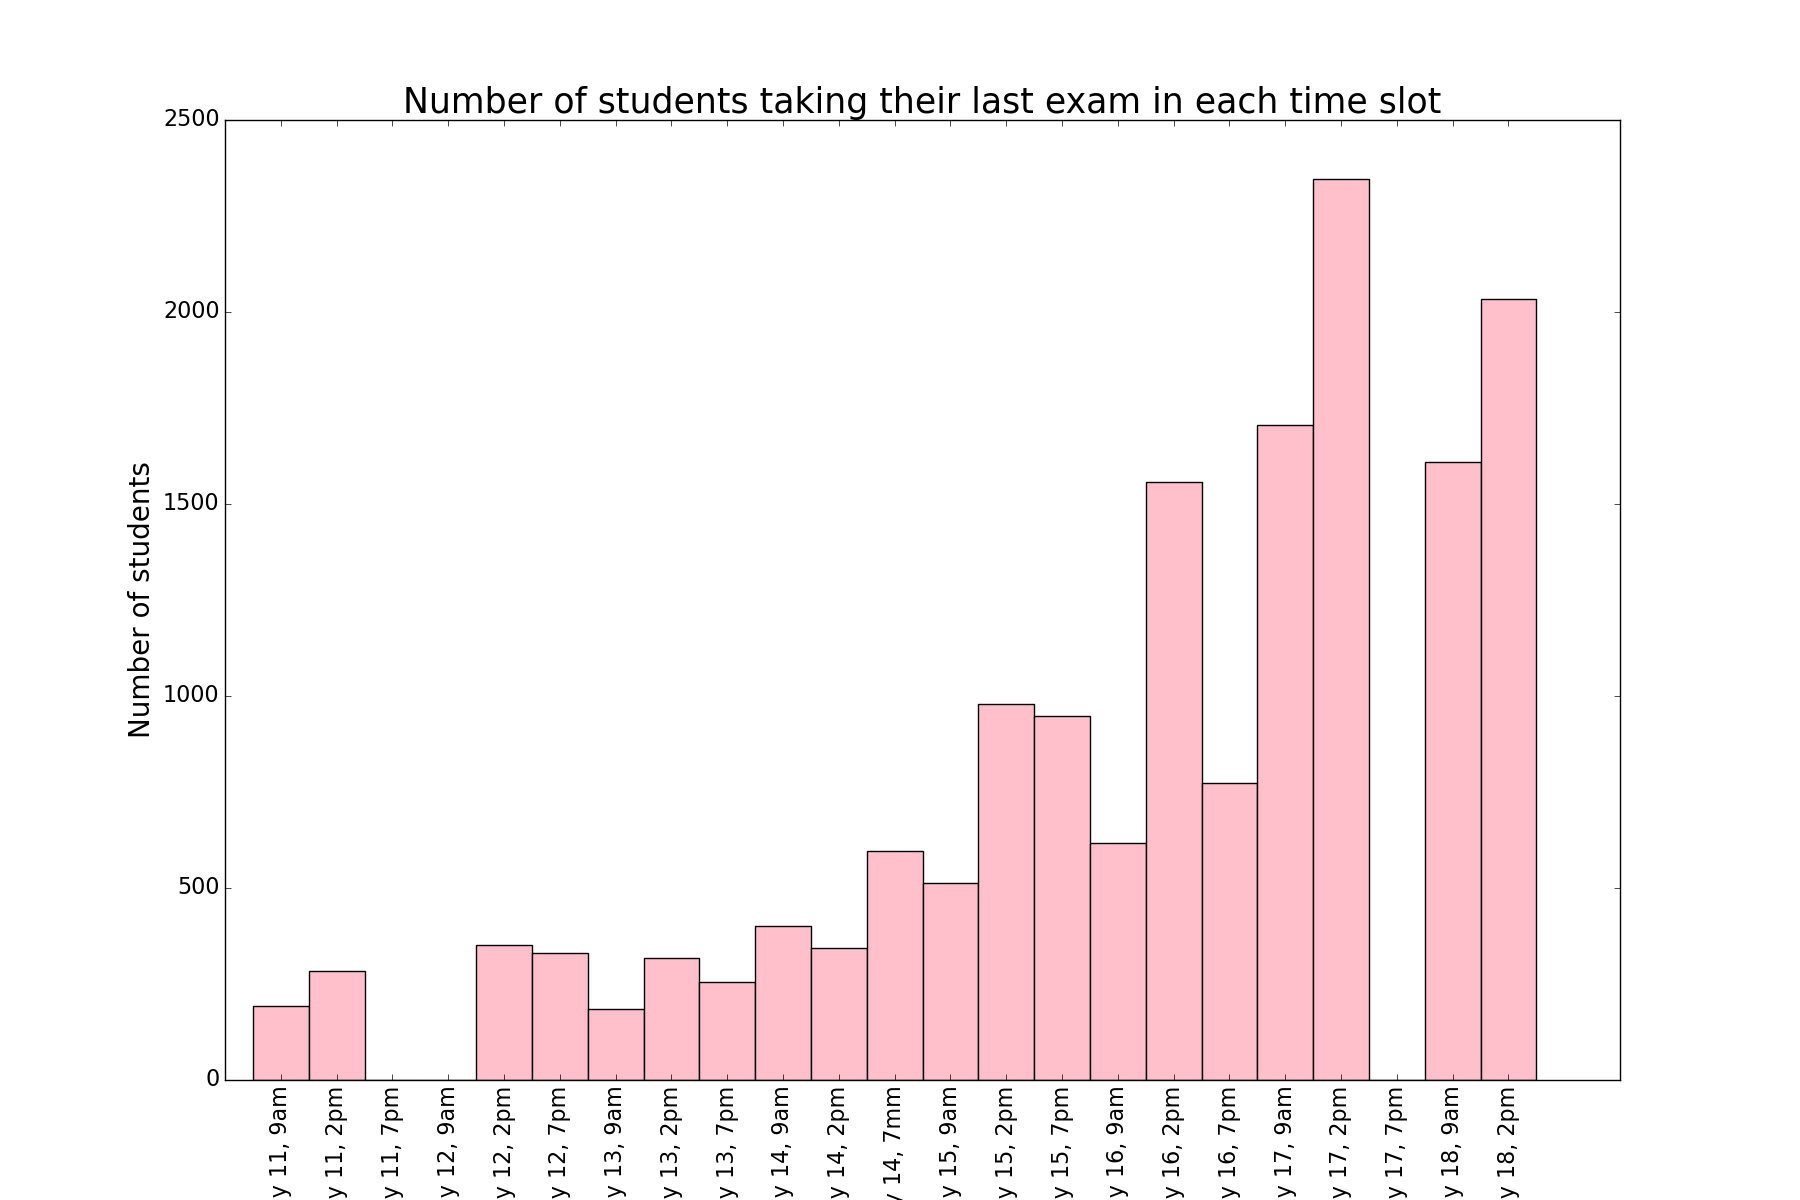 Number of students taking their last exam in each time slot
2500
2000
1500
1000
500
0
Number of students
y 11, 9am
y 11, 2pm
y 11, 7pm
y 12, 9am
y 12, 2pm
y 12, 7pm
y 13, 9am
y 13, 2pm
y 13, 7pm
y 14, 9am
y 14, 2pm
y 14, 7mm
y 15, 9am
y 15, 2pm
y 15, 7pm
y 16, 9am
y 16, 2pm
y 16, 7pm
y 17, 9am
y 17, 2pm
y 17, 7pm
y 18, 9am
y 18, 2pm